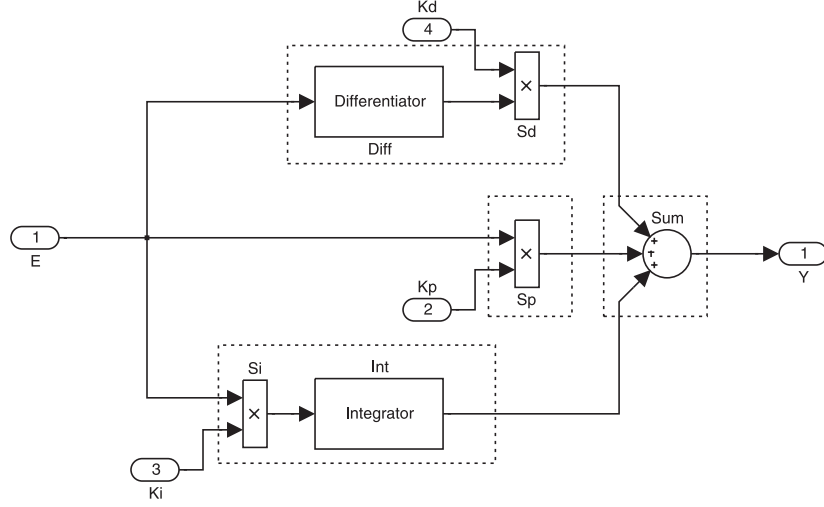 Kd
4
Differentiator
×
Sd
Diff
Sum
1
E
×
+
+
+
1
Y
Kp
2
Sp
Si
Int
×
Integrator
3
Ki